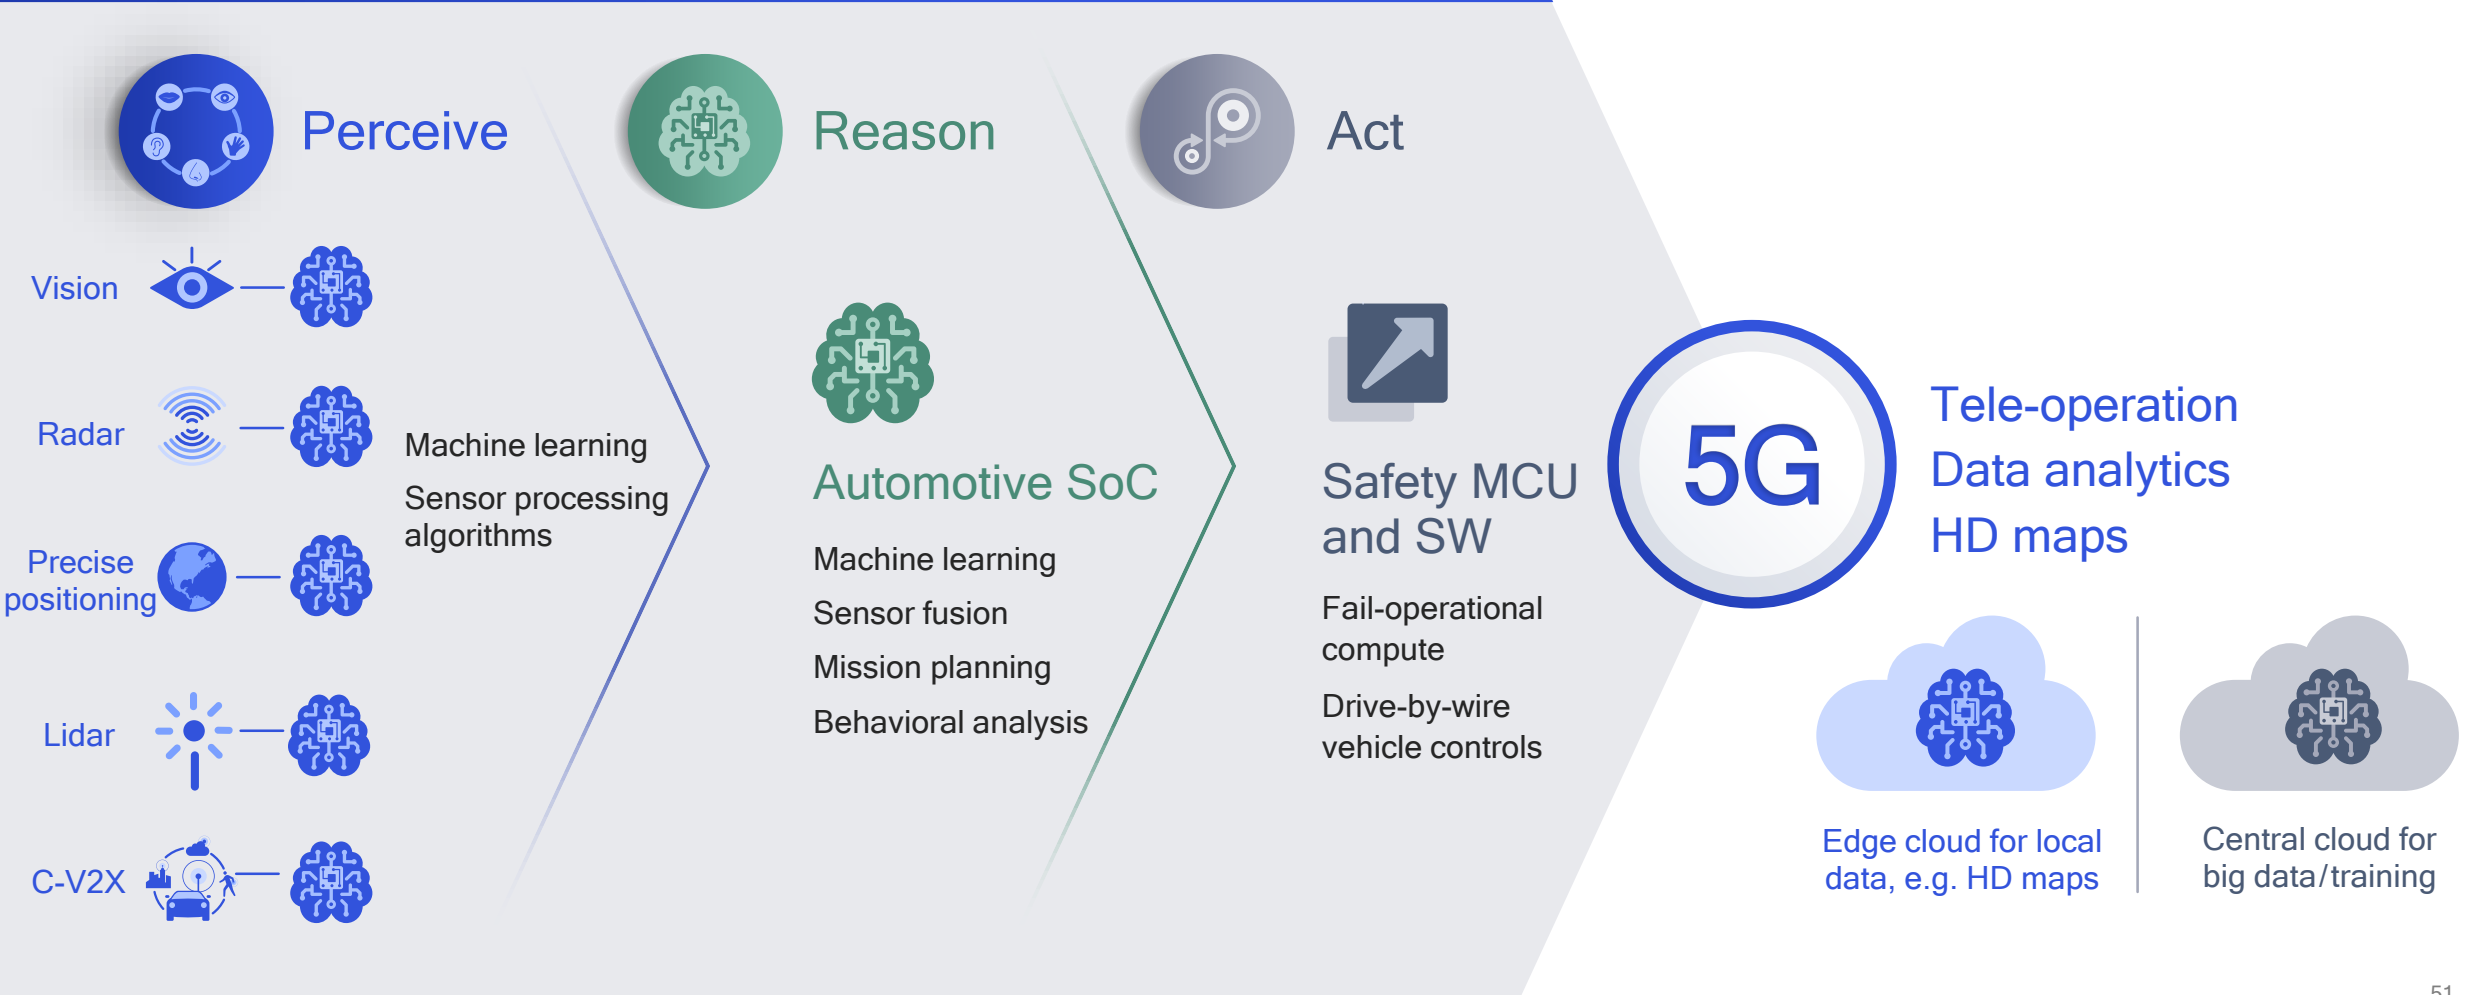 Perceive
Reason
Act
Vision
Radar
Precise
positioning
Lidar
C-V2X
Machine learning
Sensor processing
algorithms
Automotive SoC
Machine learning
Sensor fusion
Mission planning
Behavioral analysis
Safety MCU
and SW
Fail-operational
compute
Drive-by-wire
vehicle controls
5G
Tele-operation
Data analytics
HD maps
Edge cloud for local
data, e.g. HD maps
Central cloud for
big data/training
51